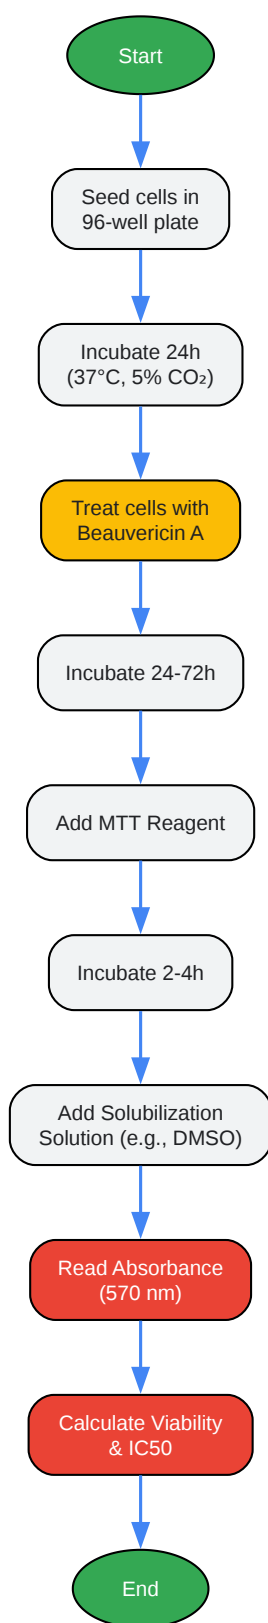 Start
Seed cells in
96-well plate
Incubate 24h
(37°C, 5% CO₂)
Treat cells with
Beauvericin A
Incubate 24-72h
Add MTT Reagent
Incubate 2-4h
Add Solubilization
Solution (e.g., DMSO)
Read Absorbance
(570 nm)
Calculate Viability
& IC50
End